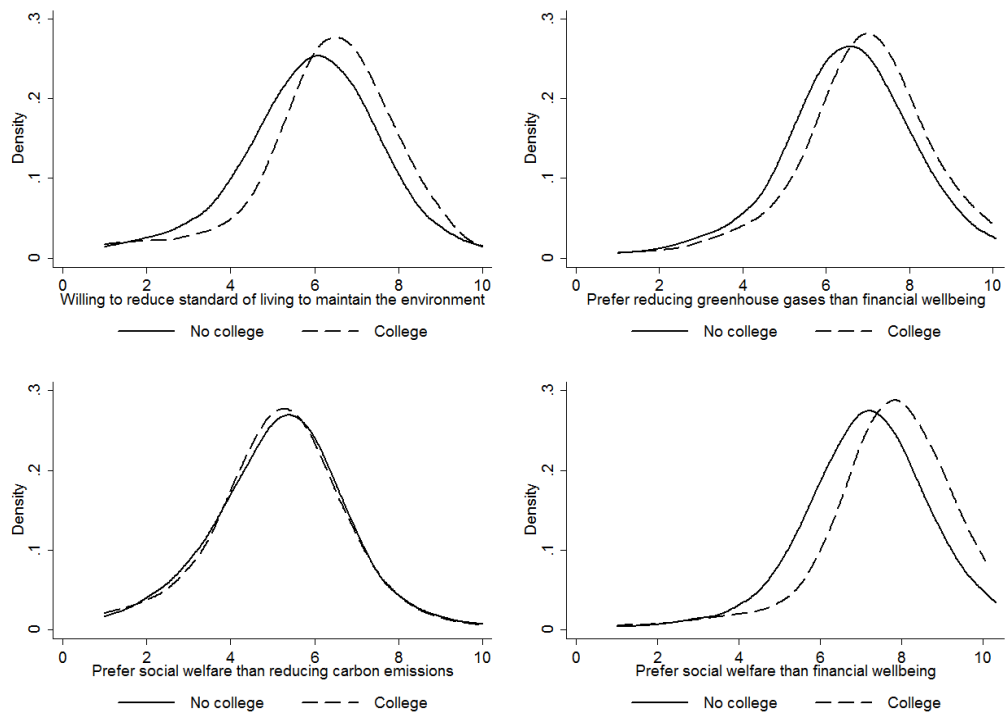 .3
.2
.1
0
Density
0 2 4 6 8 10
Willing to reduce standard of living to maintain the environment
No college College
.3
.2
.1
0
Density
0 2 4 6 8 10
Prefer reducing greenhouse gases than financial wellbeing
No college College
.3
.2
.1
0
Density
0 2 4 6 8 10
Prefer social welfare than reducing carbon emissions
No college College
.3
.2
.1
0
Density
0 2 4 6 8 10
Prefer social welfare than financial wellbeing
No college College